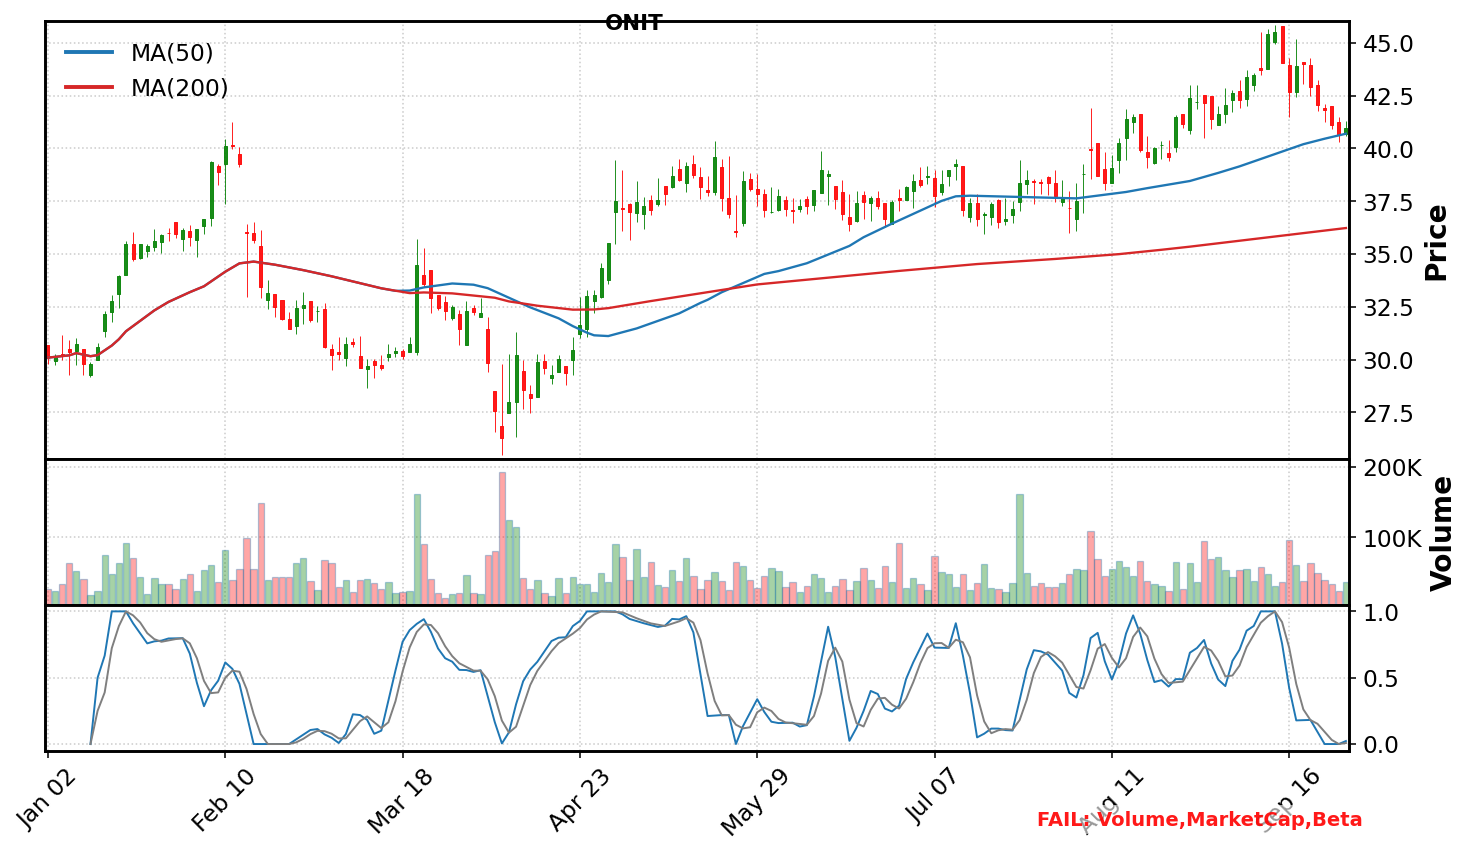 ONIT
MA(50)
MA(200)
45.0
42.5
40.0
37.5
35.0
32.5
30.0
27.5
Price
200K
100K
Volume
1.0
0.5
0.0
Jan 02
Feb 10
Mar 18
Apr 23
May 29
Jul 07
Aug 11
Sep 16
FAIL: Volume,MarketCap,Beta